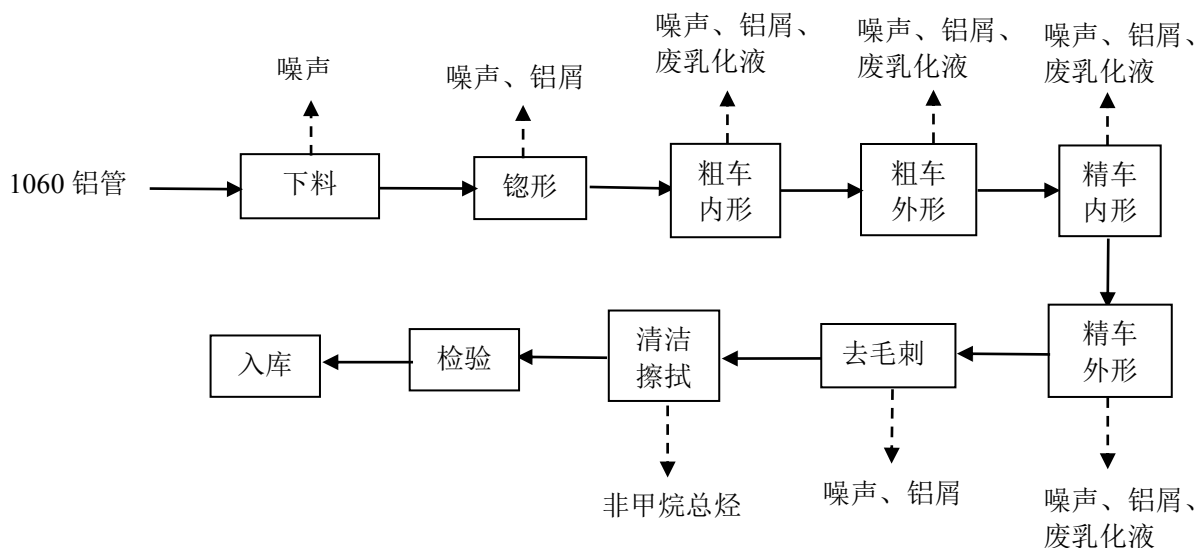 噪声
噪声、铝屑
噪声、铝屑、
废乳化液
噪声、铝屑、
废乳化液
噪声、铝屑、
废乳化液
1060 铝管
下料
锪形
粗车
内形
粗车
外形
精车
内形
入库
检验
清洁
擦拭
去毛刺
精车
外形
非甲烷总烃
噪声、铝屑
噪声、铝屑、
废乳化液